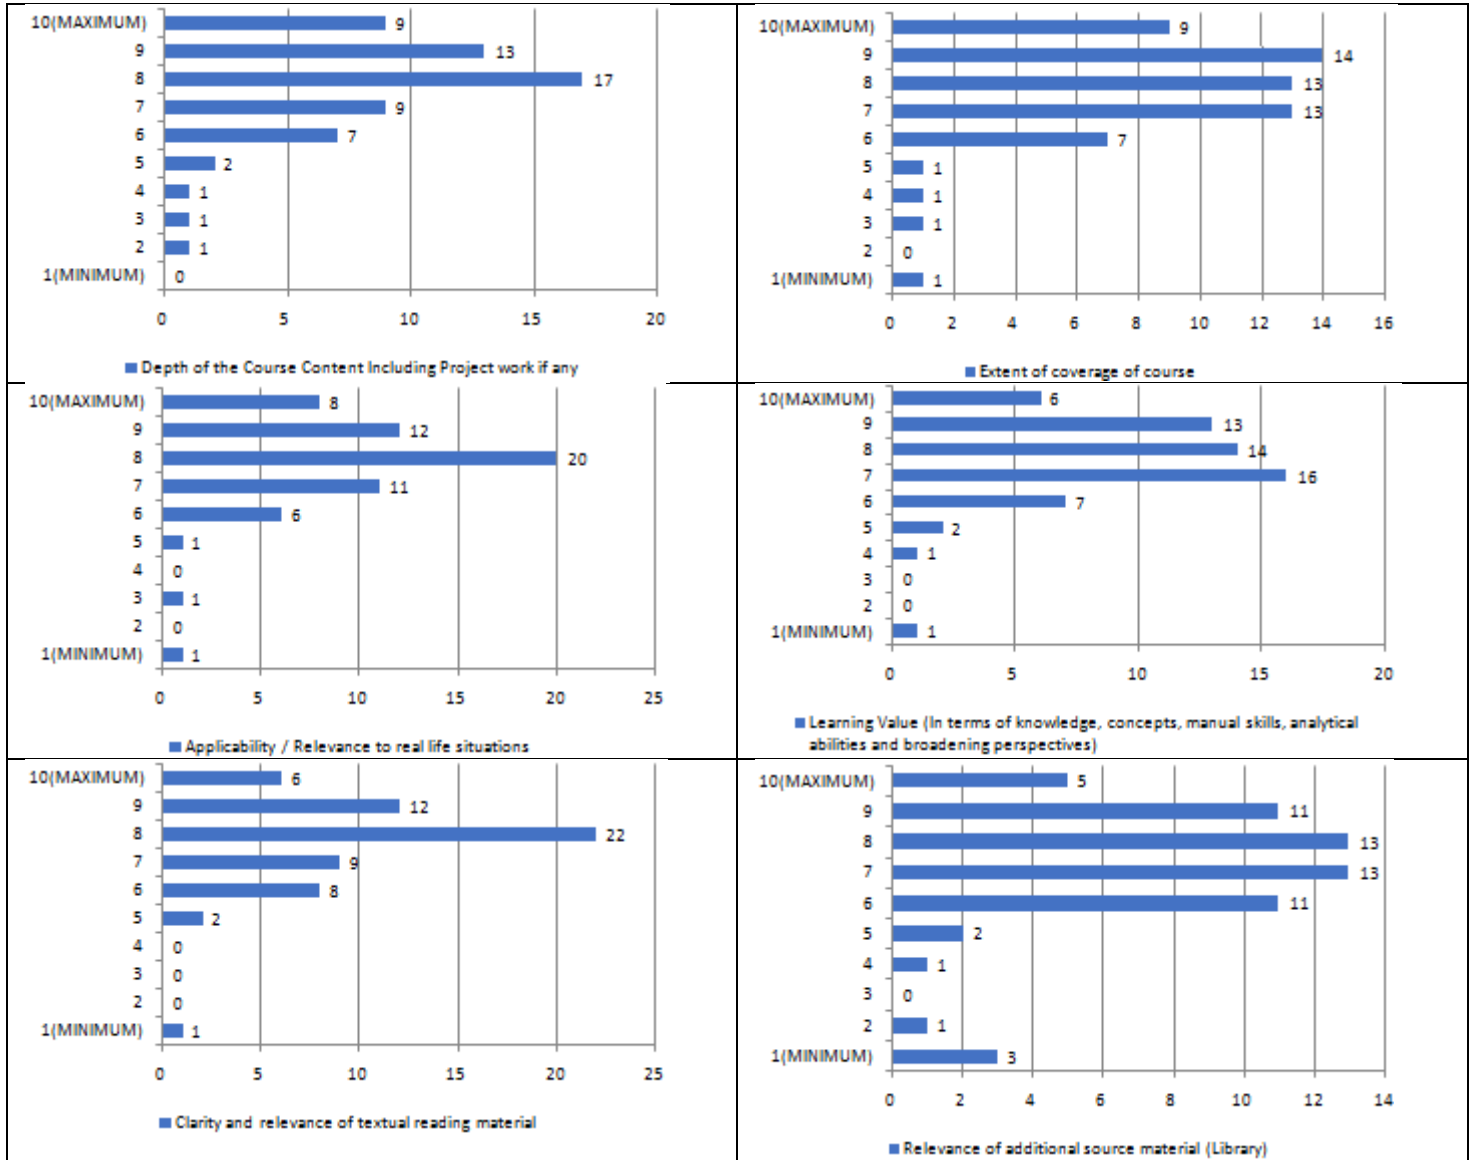 10(MAXIMUM) 9
9 13
8 17
7 9
6 7
5 2
4 1
3 1
2 1
1(MINIMUM) 0
0 5 10 15 20
Depth of the Course Content Including Project work if any
10(MAXIMUM) 9
9 14
8 13
7 13
6 7
5 1
4 1
3 1
2 0
1(MINIMUM) 1
0 2 4 6 8 10 12 14 16
Extent of coverage of course
10(MAXIMUM) 8
9 12
8 20
7 11
6 6
5 1
4 0
3 1
2 0
1(MINIMUM) 1
0 5 10 15 20 25
Applicability / Relevance to real life situations
10(MAXIMUM) 6
9 13
8 14
7 16
6 7
5 2
4 1
3 0
2 0
1(MINIMUM) 1
0 5 10 15 20
Learning Value (In terms of knowledge, concepts, manual skills, analytical
abilities and broadening perspectives)
10(MAXIMUM) 6
9 12
8 22
7 9
6 8
5 2
4 0
3 0
2 0
1(MINIMUM) 1
0 5 10 15 20 25
Clarity and relevance of textual reading material
10(MAXIMUM) 5
9 11
8 13
7 13
6 11
5 2
4 1
3 0
2 1
1(MINIMUM) 3
0 2 4 6 8 10 12 14
Relevance of additional source material (Library)